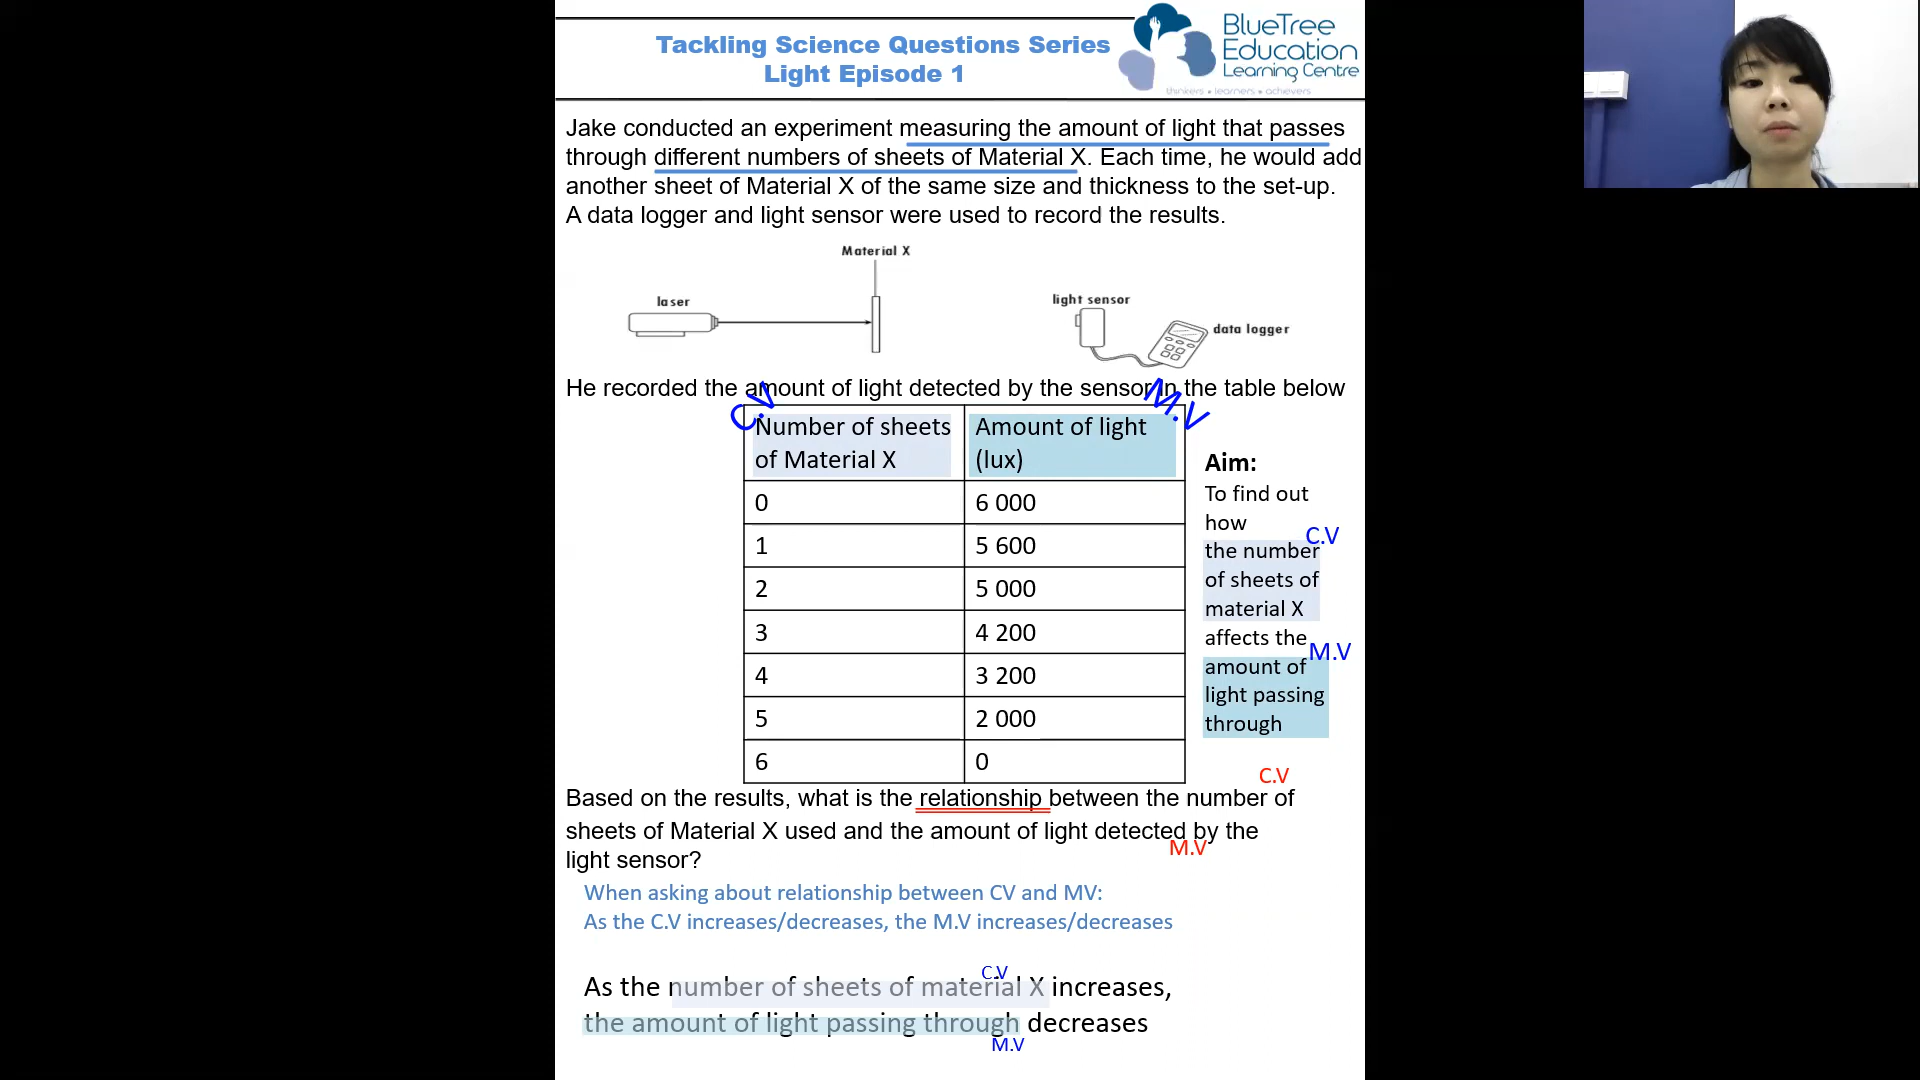 Tackling Science Questions Series
Light Episode 1
BlueTree
Education
Learning Centre
thinkers • learners • achievers
Jake conducted an experiment measuring the amount of light that passes
through different numbers of sheets of Material X. Each time, he would add
another sheet of Material X of the same size and thickness to the set-up.
A data logger and light sensor were used to record the results.
Material X
laser
light sensor
data logger
He recorded the amount of light detected by the sensor in the table below
C.V
M.V
Number of sheets of Material X
Amount of light (lux)
0 6 000
1 5 600
2 5 000
3 4 200
4 3 200
5 2 000
6 0
Aim:
To find out
how
C.V
the number
of sheets of
material X
affects the
M.V
amount of
light passing
through
C.V
Based on the results, what is the relationship between the number of
sheets of Material X used and the amount of light detected by the
M.V
light sensor?
When asking about relationship between CV and MV:
As the C.V increases/decreases, the M.V increases/decreases
C.V
As the number of sheets of material X increases,
the amount of light passing through decreases
M.V